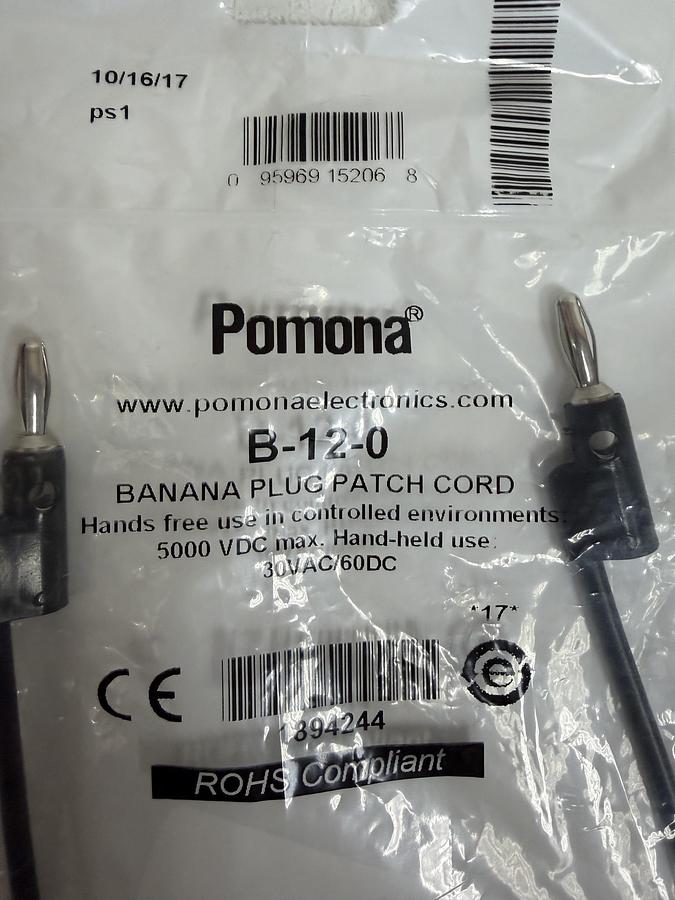 10/16/17
ps1
0 95969 15206 8
Pomona®
www.pomonaelectronics.com
B-12-0
BANANA PLUG PATCH CORD
Hands free use in controlled environments:
5000 VDC max. Hand-held use:
30VAC/60DC
*17*
CE
1894244
ROHS Compliant